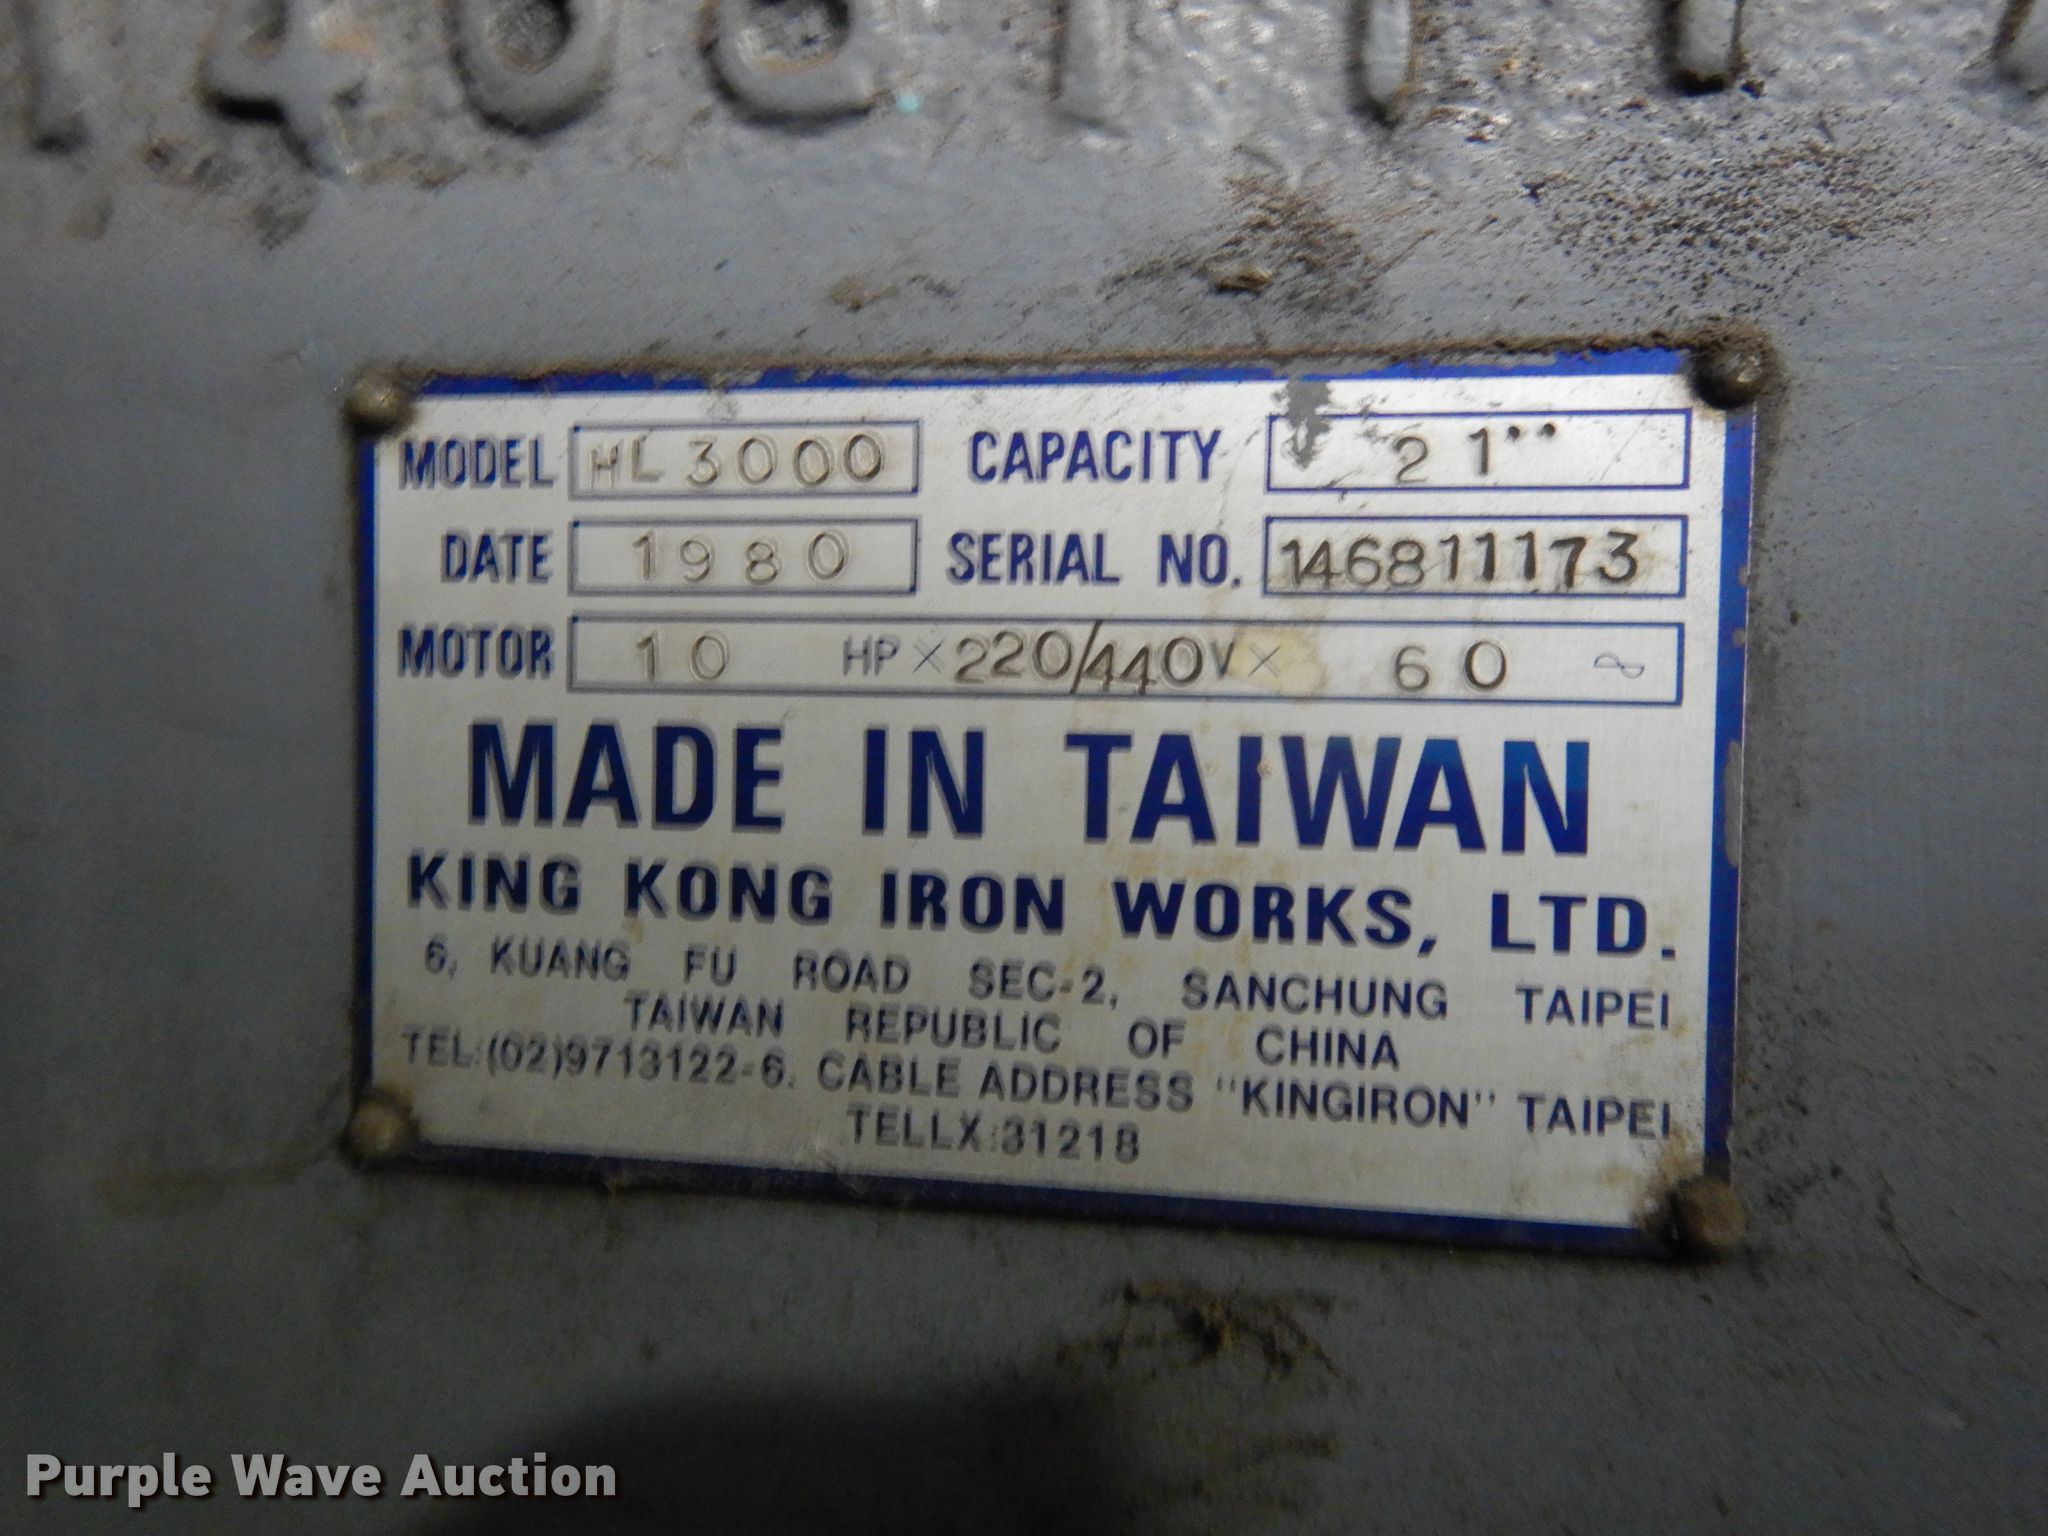 146811117
MODEL HL 3000 CAPACITY 21"
DATE 1980 SERIAL NO. 146811173
MOTOR 10 HP × 220/440V × 60
MADE IN TAIWAN
KING KONG IRON WORKS, LTD.
6, KUANG FU ROAD SEC-2, SANCHUNG TAIPEI
TAIWAN REPUBLIC OF CHINA
TEL:(02)9713122-6. CABLE ADDRESS "KINGIRON" TAIPEI
TELLX:31218
Purple Wave Auction